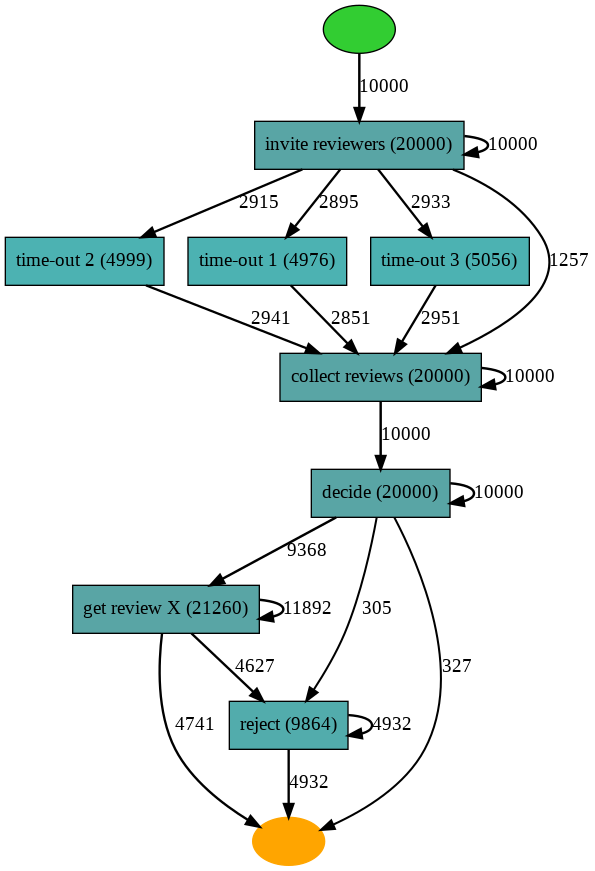 10000
invite reviewers (20000)
10000
2915
2895
2933
time-out 2 (4999)
time-out 1 (4976)
time-out 3 (5056)
1257
2941
2851
2951
collect reviews (20000)
10000
10000
decide (20000)
10000
9368
get review X (21260)
11892
305
4627
327
4741
reject (9864)
4932
4932